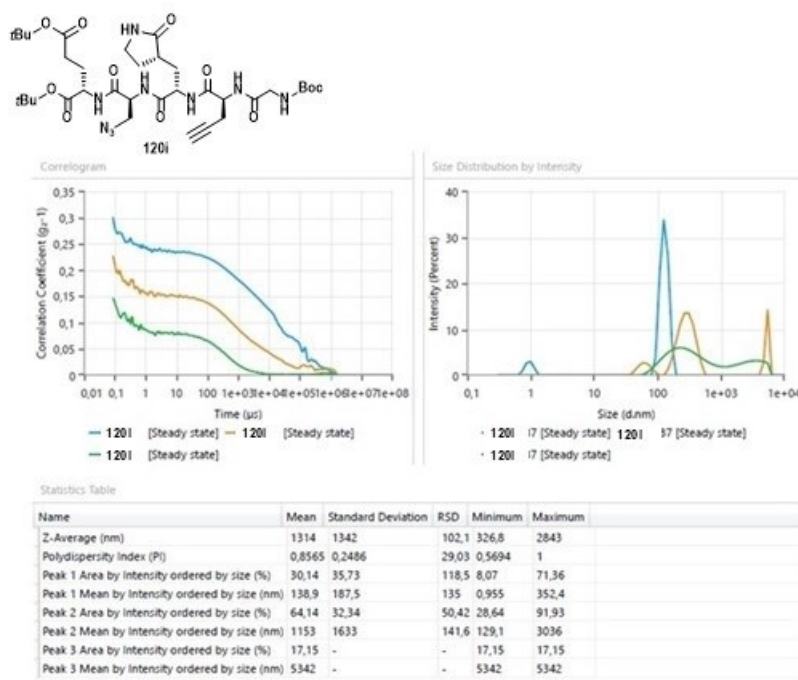 tBu O O
HN O
tBu O O N H O H N O N H O H N O N H Boc
N3
120i
Correlogram
Size Distribution by Intensity
0,35
0,3
0,25
0,2
0,15
0,1
0,05
0
Correlation Coefficient (g2-1)
0,01 0,1 1 10 100 1e+03 1e+04 1e+05 1e+06 1e+07 1e+08
Time (µs)
120I [Steady state] 120I [Steady state]
120I [Steady state]
40
30
20
10
0
Intensity (Percent)
0,1 1 10 100 1e+03 1e+04
Size (d.nm)
120I 17 [Steady state] 120I 37 [Steady state]
120I 17 [Steady state]
Statistics Table
Name Mean Standard Deviation RSD Minimum Maximum
Z-Average (nm) 1314 1342 102,1 326,8 2843
Polydispersity Index (PI) 0,8565 0,2486 29,03 0,5694 1
Peak 1 Area by Intensity ordered by size (%) 30,14 35,73 118,5 8,07 71,36
Peak 1 Mean by Intensity ordered by size (nm) 138,9 187,5 135 0,955 352,4
Peak 2 Area by Intensity ordered by size (%) 64,14 32,34 50,42 28,64 91,93
Peak 2 Mean by Intensity ordered by size (nm) 1153 1633 141,6 129,1 3036
Peak 3 Area by Intensity ordered by size (%) 17,15 - - 17,15 17,15
Peak 3 Mean by Intensity ordered by size (nm) 5342 - - 5342 5342